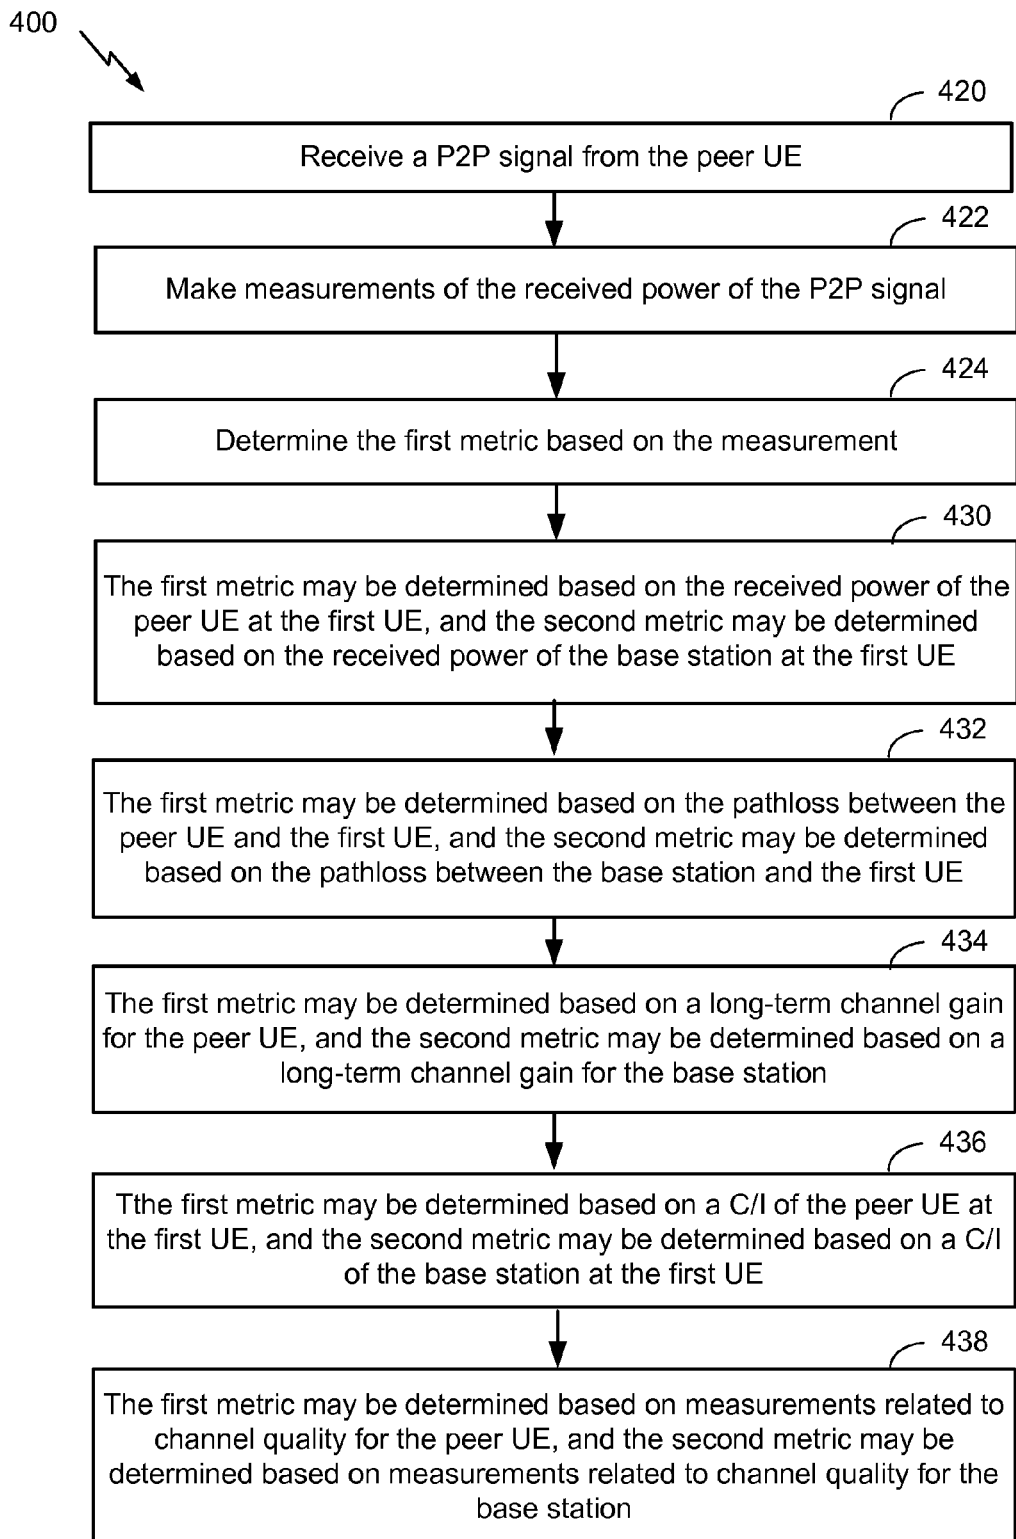 400
420
Receive a P2P signal from the peer UE
422
Make measurements of the received power of the P2P signal
424
Determine the first metric based on the measurement
430
The first metric may be determined based on the received power of the
peer UE at the first UE, and the second metric may be determined
based on the received power of the base station at the first UE
432
The first metric may be determined based on the pathloss between the
peer UE and the first UE, and the second metric may be determined
based on the pathloss between the base station and the first UE
434
The first metric may be determined based on a long-term channel gain
for the peer UE, and the second metric may be determined based on a
long-term channel gain for the base station
436
Tthe first metric may be determined based on a C/I of the peer UE at
the first UE, and the second metric may be determined based on a C/I
of the base station at the first UE
438
The first metric may be determined based on measurements related to
channel quality for the peer UE, and the second metric may be
determined based on measurements related to channel quality for the
base station